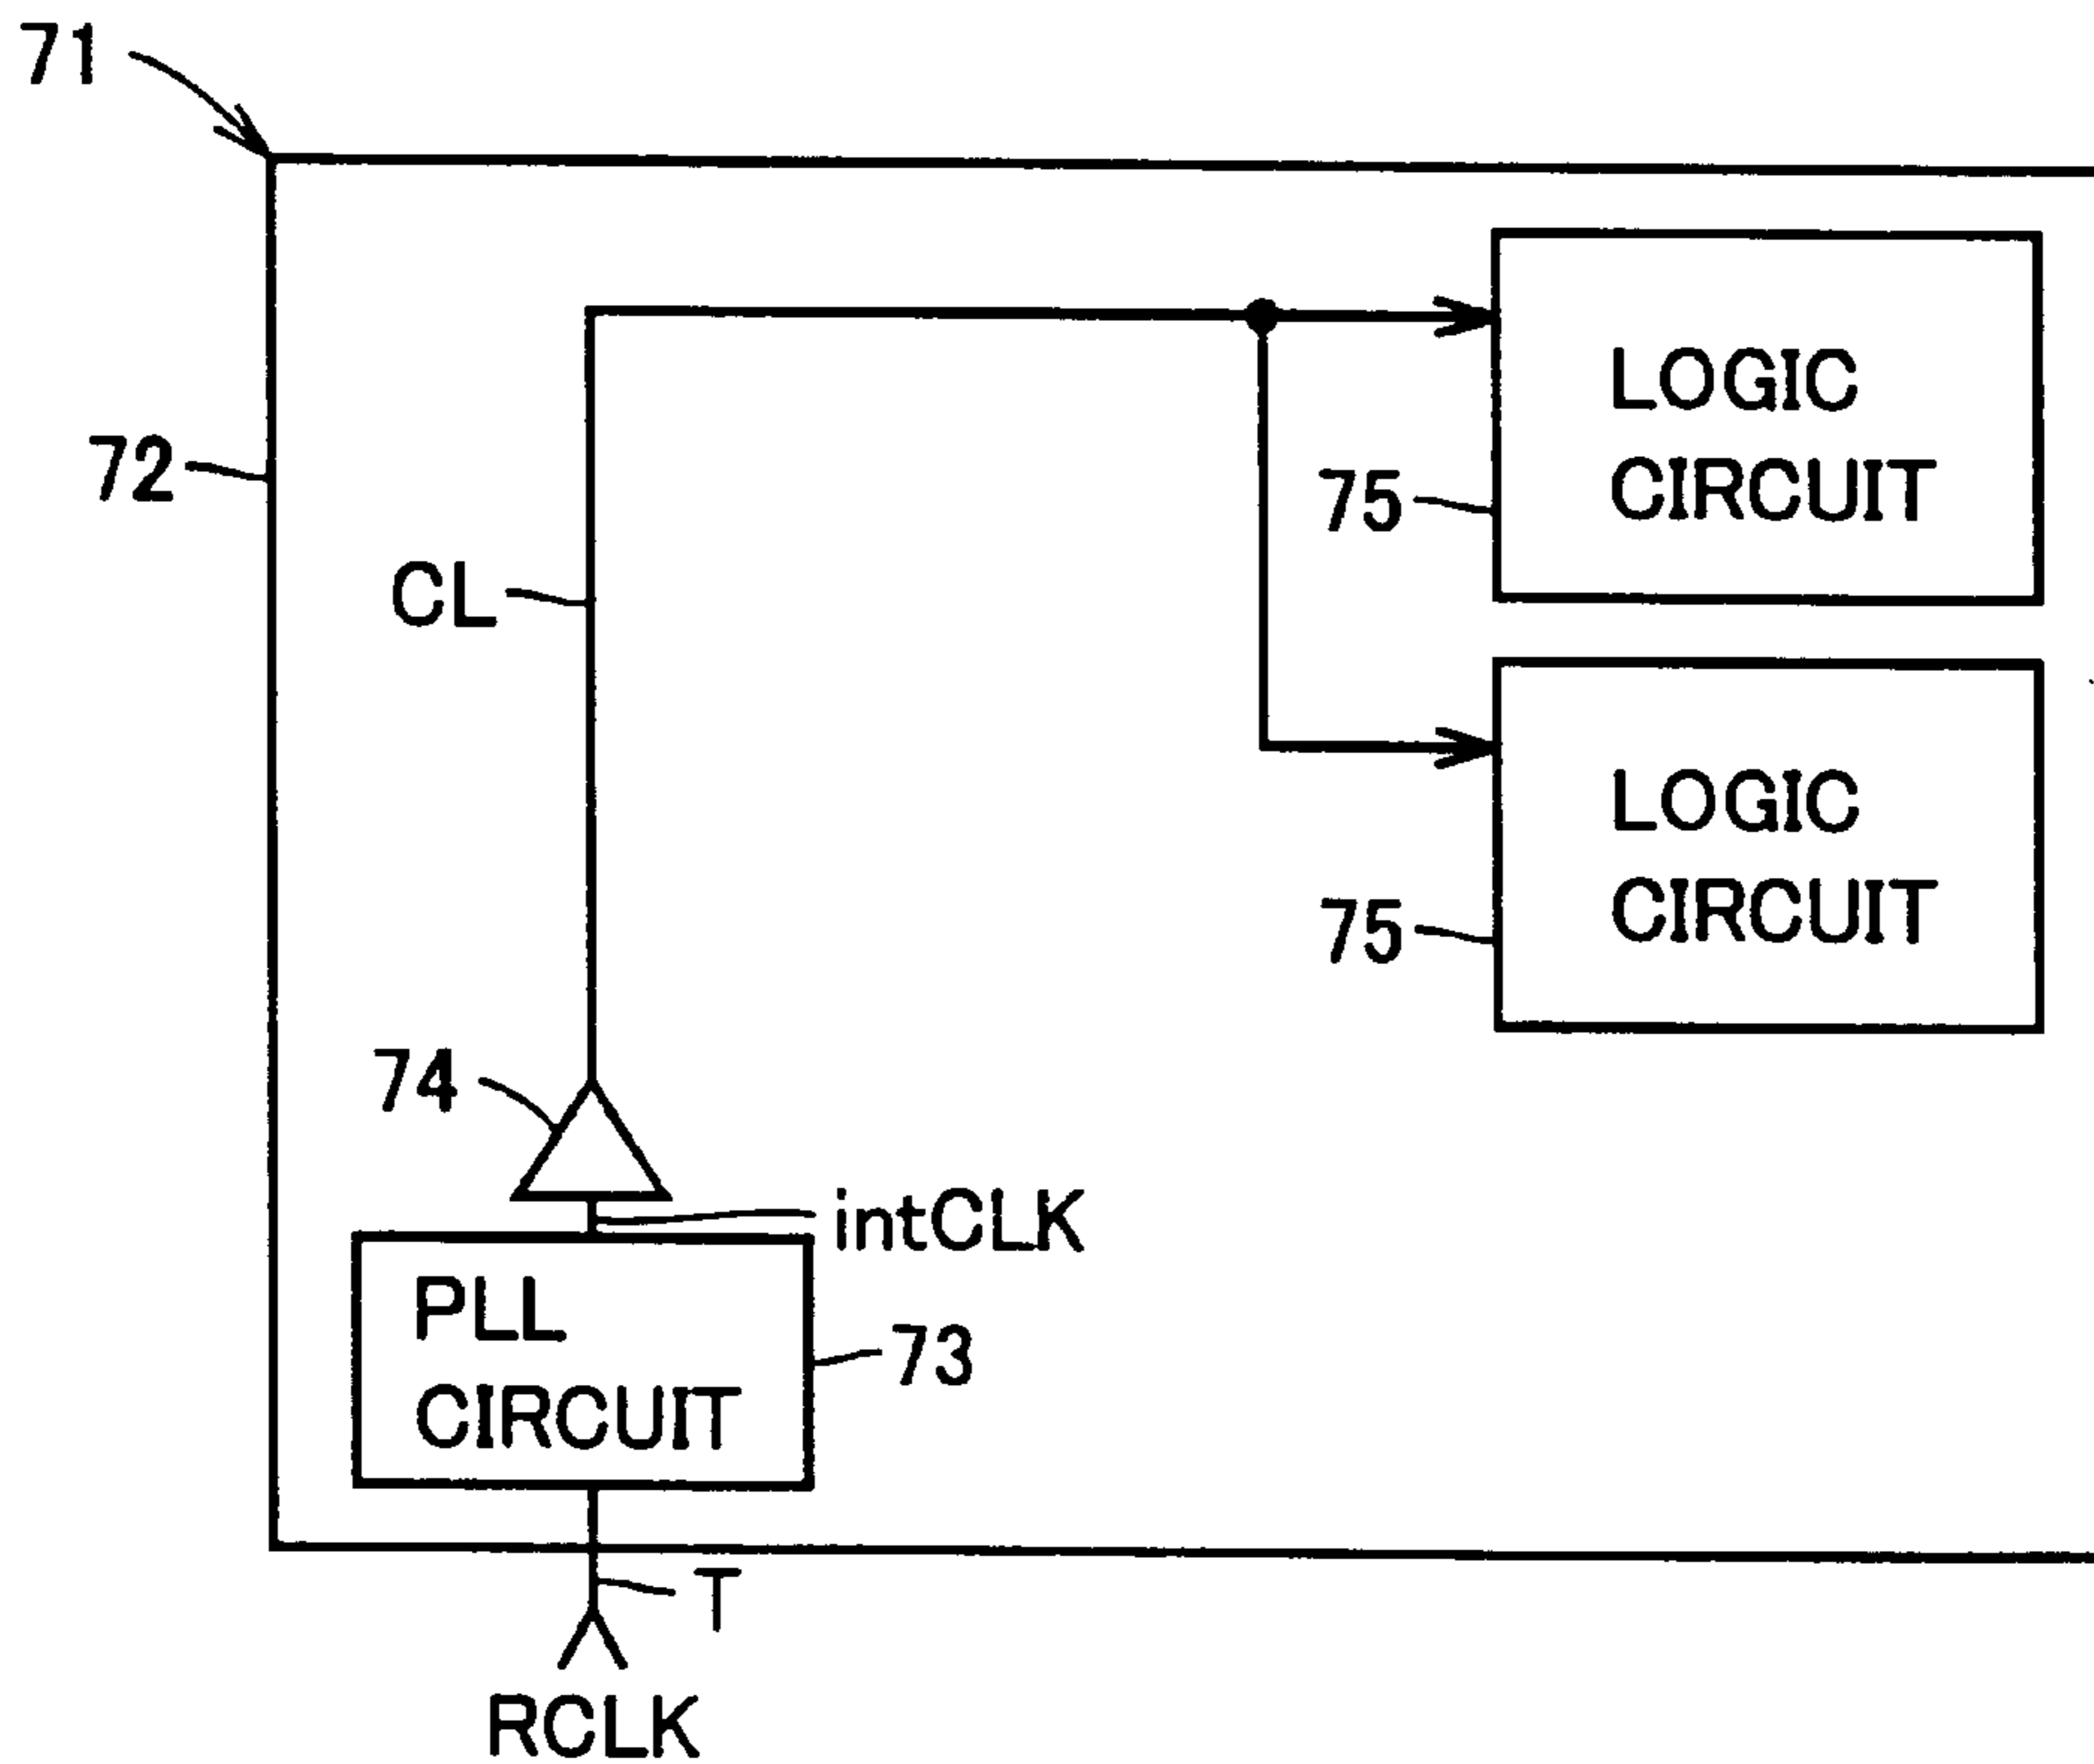 71
LOGIC
CIRCUIT
72
75
CL
LOGIC
CIRCUIT
75
74
intCLK
PLL
CIRCUIT
73
T
RCLK